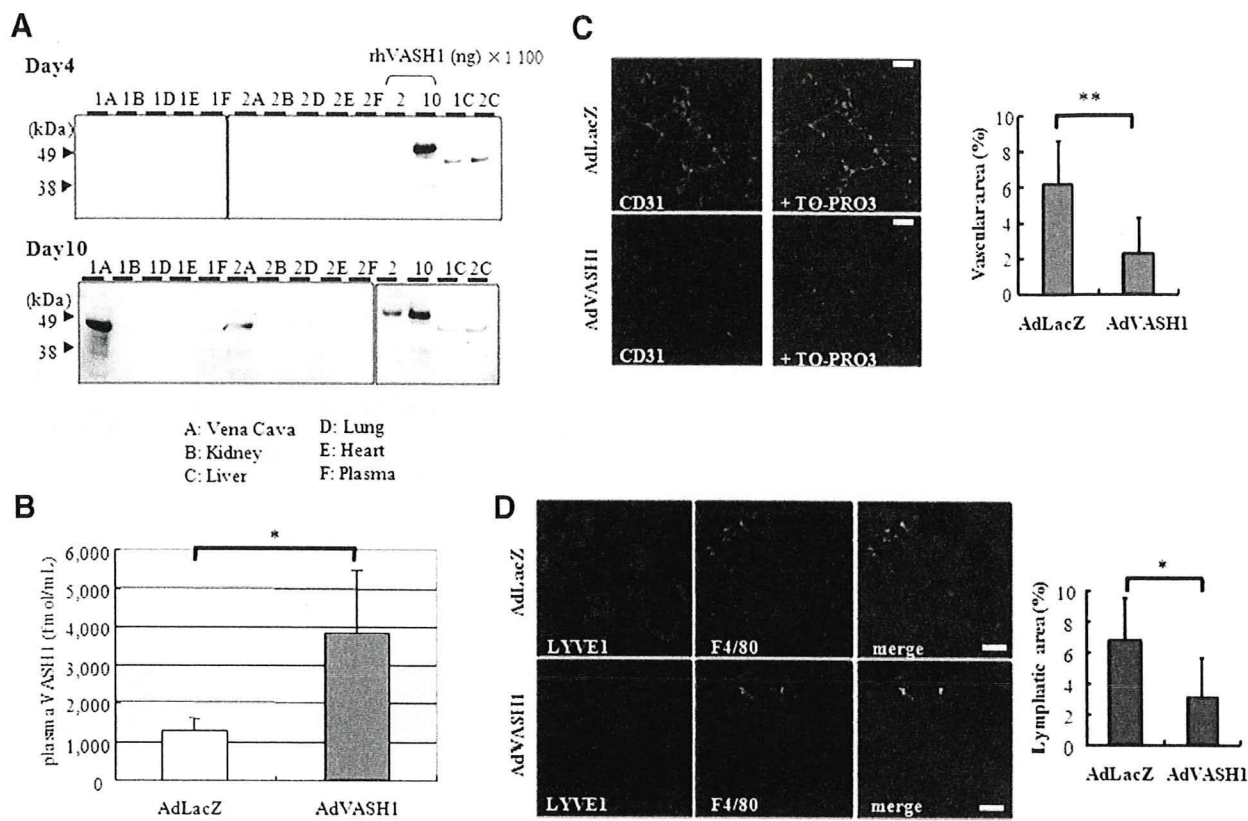 A
Day4
rhVASH1 (ng) × 1 100
1A 1B 1D 1E 1F 2A 2B 2D 2E 2F 2 10 1C 2C
(kDa)
49
38
Day10
1A 1B 1D 1E 1F 2A 2B 2D 2E 2F 2 10 1C 2C
(kDa)
49
38
A: Vena Cava D: Lung
B: Kidney E: Heart
C: Liver F: Plasma
B
*
plasma VASH1 (fmol/mL)
6,000
5,000
4,000
3,000
2,000
1,000
0
AdLacZ AdVASH1
C
AdLacZ
CD31 + TO-PRO3
AdVASH1
CD31 + TO-PRO3
**
Vascular area (%)
10
8
6
4
2
0
AdLacZ AdVASH1
D
AdLacZ
LYVE1 F4/80 merge
AdVASH1
LYVE1 F4/80 merge
*
Lymphatic area (%)
10
8
6
4
2
0
AdLacZ AdVASH1